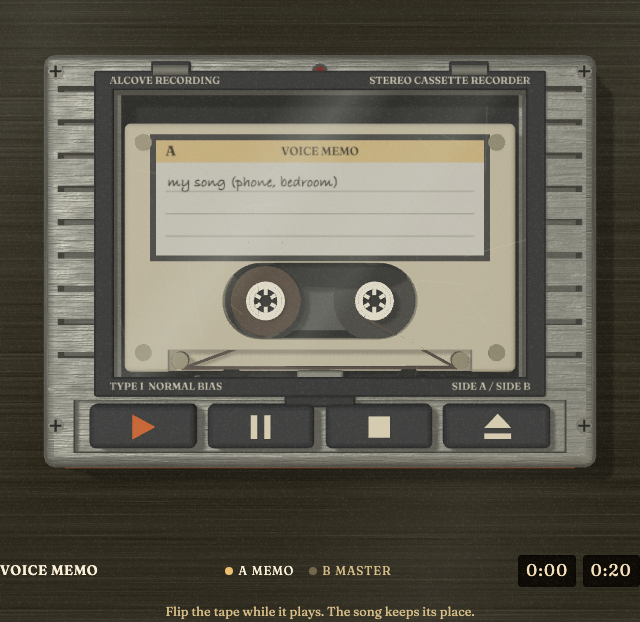 ALCOVE RECORDING STEREO CASSETTE RECORDER
A VOICE MEMO
my song (phone, bedroom)
TYPE I NORMAL BIAS SIDE A / SIDE B
VOICE MEMO A MEMO B MASTER 0:00 0:20
Flip the tape while it plays. The song keeps its place.